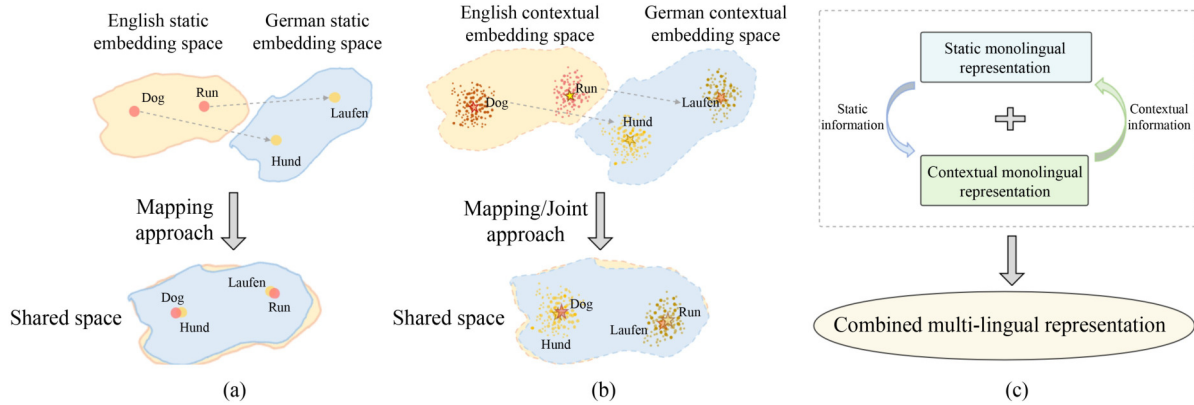 English static
embedding space
German static
embedding space
Dog
Run
Laufen
Hund
Mapping
approach
Shared space
Laufen
Dog
Run
Hund
(a)
English contextual
embedding space
German contextual
embedding space
Dog
Run
Laufen
Hund
Mapping/Joint
approach
Shared space
Dog
Run
Laufen
Hund
(b)
Static monolingual
representation
Static
information
+
Contextual
information
Contextual monolingual
representation
Combined multi-lingual representation
(c)